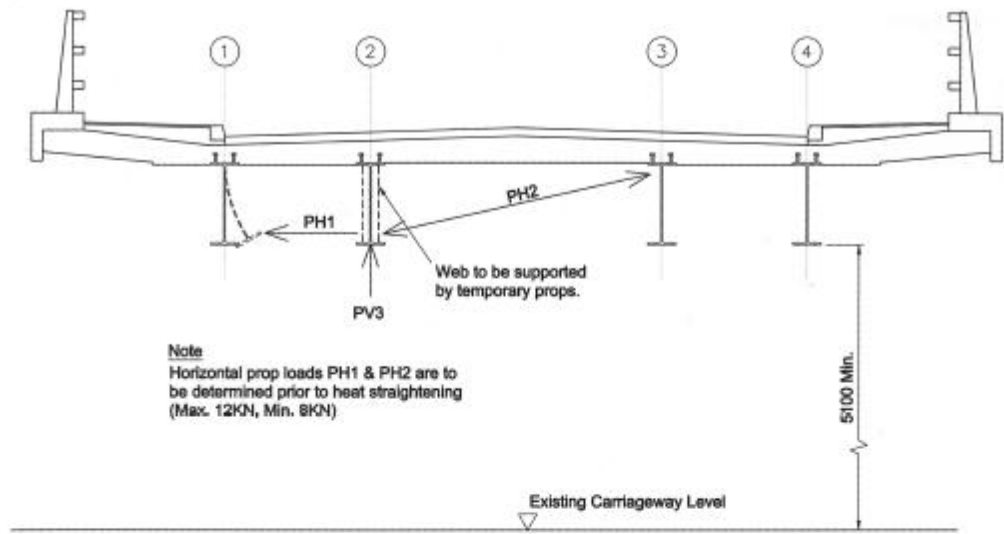 1
2
3
4
PH1
PH2
Web to be supported
by temporary props.
PV3
Note
Horizontal prop loads PH1 & PH2 are to
be determined prior to heat straightening
(Max. 12KN, Min. 8KN)
5100 Min.
Existing Carriageway Level